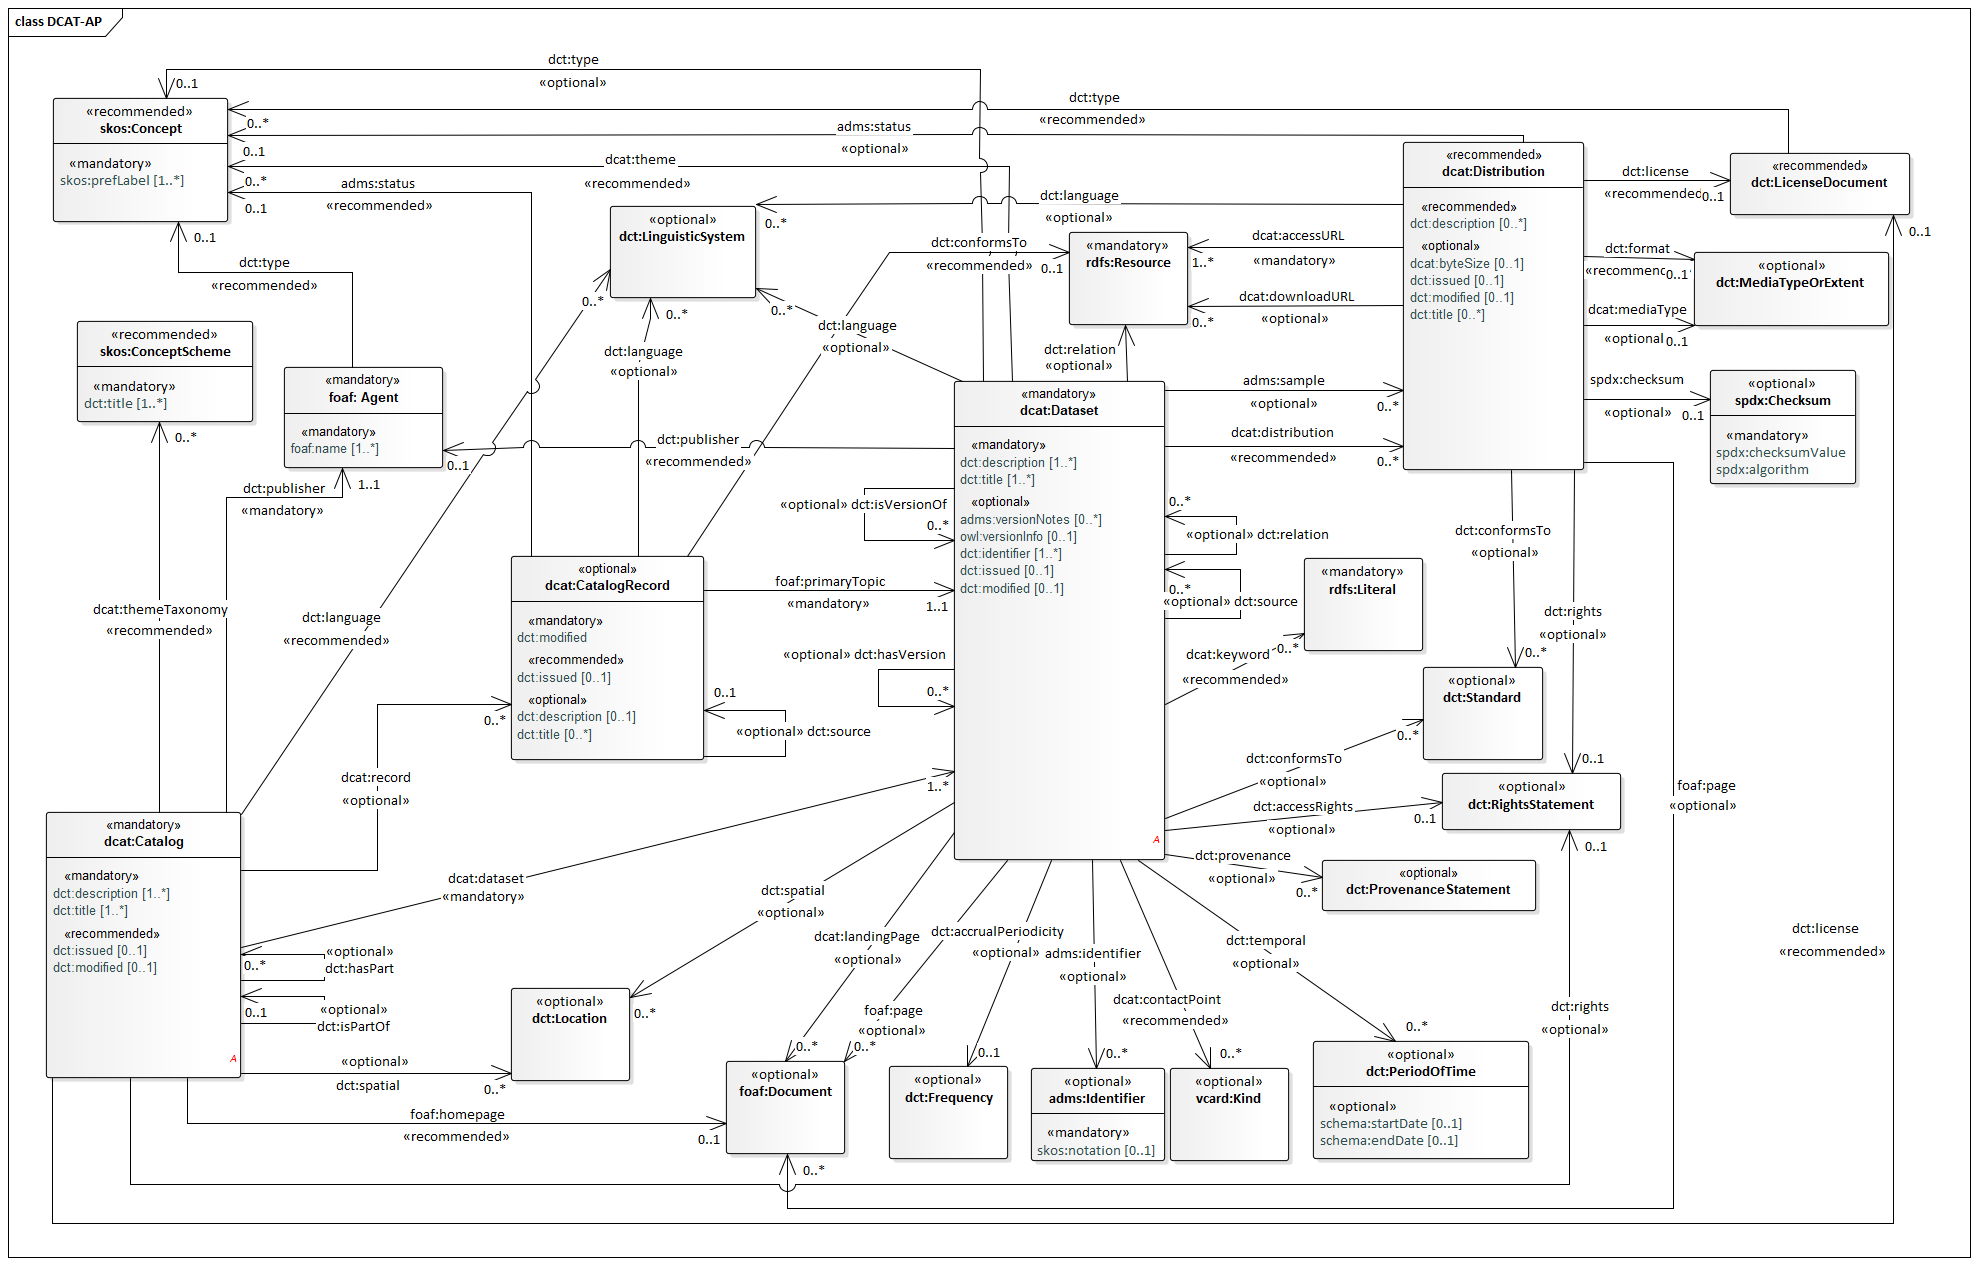 class DCAT-AP
dct:type
«optional»
0..1
«recommended»
skos:Concept
«mandatory»
skos:prefLabel [1..*]
dct:type
«recommended»
0..*
adms:status
«optional»
0..1
dcat:theme
«recommended»
0..*
adms:status
«recommended»
0..1
0..1
dct:type
«recommended»
«optional»
dct:LinguisticSystem
dct:language
«optional»
0..*
dct:conformsTo
«recommended»
0..1
«mandatory»
rdfs:Resource
dcat:accessURL
1..*
«mandatory»
dcat:downloadURL
0..*
«optional»
«recommended»
dcat:Distribution
«recommended»
dct:description [0..*]
«optional»
dcat:byteSize [0..1]
dct:issued [0..1]
dct:modified [0..1]
dct:title [0..*]
dct:license
«recommended
0..1
«recommended»
dct:LicenseDocument
0..1
dct:format
«recommenc
0..1
«optional»
dct:MediaTypeOrExtent
dcat:mediaType
«optional
0..1
spdx:checksum
«optional»
0..1
«optional»
spdx:Checksum
«mandatory»
spdx:checksumValue
spdx:algorithm
«recommended»
skos:ConceptScheme
«mandatory»
dct:title [1..*]
0..*
«mandatory»
foaf: Agent
«mandatory»
foaf:name [1..*]
0..1
1..1
dct:publisher
«mandatory»
0..*
0..*
dct:language
«optional»
0..*
dct:language
«optional»
dct:relation
«optional»
dct:publisher
«recommended»
«mandatory»
dcat:Dataset
«mandatory»
dct:description [1..*]
dct:title [1..*]
«optional»
adms:versionNotes [0..*]
owl:versionInfo [0..1]
dct:identifier [1..*]
dct:issued [0..1]
dct:modified [0..1]
A
adms:sample
«optional»
0..*
dcat:distribution
«recommended»
0..*
«optional» dct:isVersionOf
0..*
0..*
«optional» dct:relation
0..*
«optional» dct:source
foaf:primaryTopic
«mandatory»
1..1
«optional» dct:hasVersion
0..*
«optional»
dcat:CatalogRecord
«mandatory»
dct:modified
«recommended»
dct:issued [0..1]
«optional»
dct:description [0..1]
dct:title [0..*]
0..1
«optional» dct:source
dcat:themeTaxonomy
«recommended»
dct:language
«recommended»
0..*
dcat:record
«optional»
«mandatory»
rdfs:Literal
dcat:keyword
0..*
«recommended»
dct:conformsTo
«optional»
0..*
«optional»
dct:Standard
dct:rights
«optional»
0..1
dct:conformsTo
«optional»
0..*
dct:accessRights
«optional»
0..1
«optional»
dct:RightsStatement
0..1
dct:provenance
«optional»
0..*
«optional»
dct:ProvenanceStatement
foaf:page
«optional»
«mandatory»
dcat:Catalog
«mandatory»
dct:description [1..*]
dct:title [1..*]
«recommended»
dct:issued [0..1]
dct:modified [0..1]
A
dcat:dataset
«mandatory»
1..*
0..*
«optional»
dct:hasPart
0..1
«optional»
dct:isPartOf
«optional»
dct:spatial
0..*
foaf:homepage
«recommended»
0..1
dct:spatial
«optional»
0..*
«optional»
dct:Location
dcat:landingPage
«optional»
0..*
foaf:page
«optional»
0..*
«optional»
foaf:Document
0..*
dct:accrualPeriodicity
«optional»
0..1
«optional»
dct:Frequency
adms:identifier
«optional»
0..*
«optional»
adms:Identifier
«mandatory»
skos:notation [0..1]
dcat:contactPoint
«recommended»
0..*
«optional»
vcard:Kind
dct:temporal
«optional»
0..*
«optional»
dct:PeriodOfTime
«optional»
schema:startDate [0..1]
schema:endDate [0..1]
dct:rights
«optional»
dct:license
«recommended»